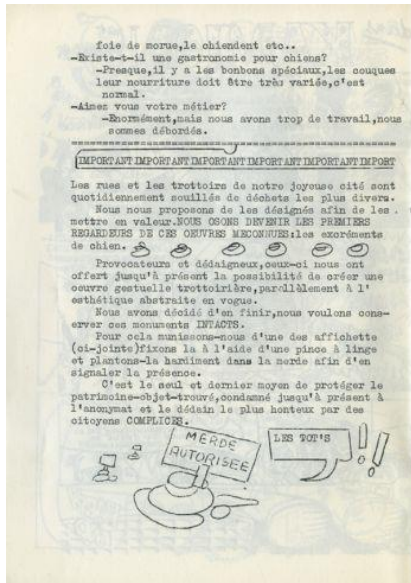 foie de morue,le chiendent etc..
-Existe-t-il une gastronomie pour chiens?
-Presque,il y a les bonbons spéciaux,les couques
leur nourriture doit être très variée,c'est
normal.
-Aimez vous votre métier?
-Enormément,mais nous avons trop de travail,nous
sommes débordés.
IMPORTANT IMPORTANT IMPORTANT IMPORTANT IMPORTANT IMPORT
Les rues et les trottoirs de notre joyeuse cité sont
quotidiennement souillés de déchets les plus divers.
Nous nous proposons de les désignés afin de les
mettre en valeur.NOUS OSONS DEVENIR LES PREMIERS
REGARDEURS DE CES OEUVRES MECONNUES:les excréments
de chien.
Provocateurs et dédaigneux,ceux-ci nous ont
offert jusqu'à présent la possibilité de créer une
oeuvre gestuelle trottoirière,parallèlement à l'
esthétique abstraite en vogue.
Nous avons décidé d'en finir,nous voulons cons-
erver ces monuments INTACTS.
Pour cela munissons-nous d'une des affichette
(ci-jointe)fixons la à l'aide d'une pince à linge
et plantons-la hardiment dans la merde afin d'en
signaler la présence.
C'est le seul et dernier moyen de protéger le
patrimoine-objet-trouvé,condamné jusqu'à présent à
l'anonymat et le dédain le plus honteux par des
citoyens COMPLICES.
MERDE
AUTORISEE
LES TOT'S
!!